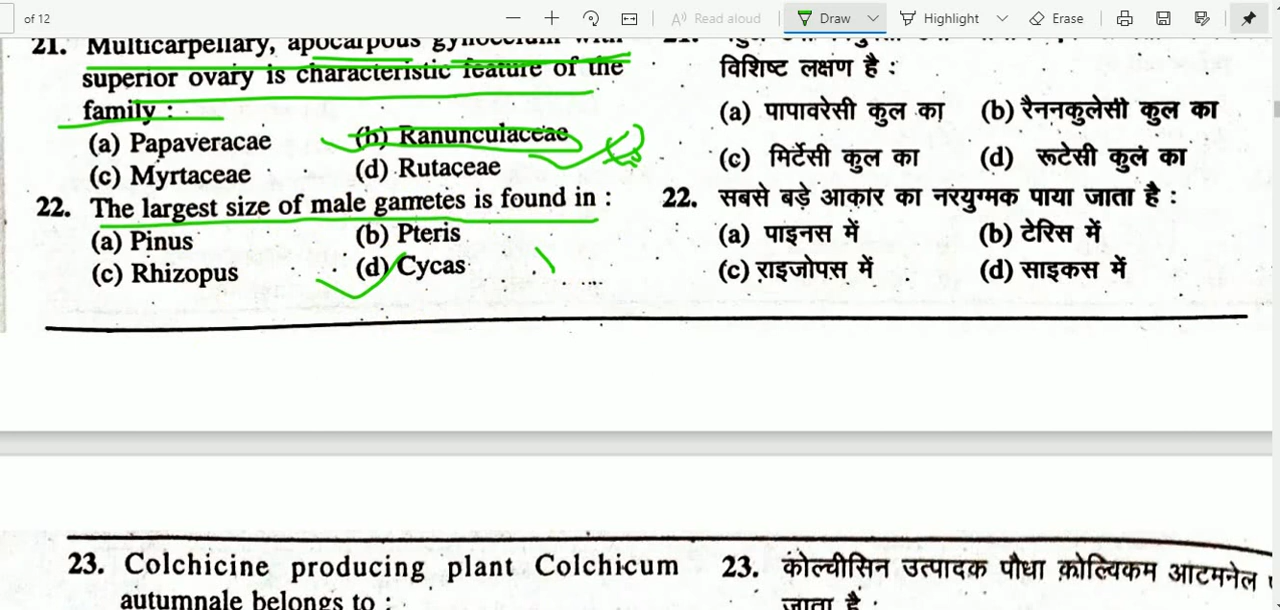 of 12
Read aloud
Draw
Highlight
Erase
21. Multicarpellary, apocarpous gynoecium with
superior ovary is characteristic feature of the
family :
(a) Papaveracae (b) Ranunculaceae
(c) Myrtaceae (d) Rutaceae
22. The largest size of male gametes is found in :
(a) Pinus (b) Pteris
(c) Rhizopus (d) Cycas
विशिष्ट लक्षण है :
(a) पापावरेसी कुल का (b) रैननकुलेसी कुल का
(c) मिर्टेसी कुल का (d) रूटेसी कुल का
22. सबसे बड़े आकार का नरयुग्मक पाया जाता है :
(a) पाइनस में (b) टेरिस में
(c) राइजोपस में (d) साइकस में
23. Colchicine producing plant Colchicum
autumnale belongs to :
23. कोल्चीसिन उत्पादक पौधा कोल्विकम आटमनेल
जाता है